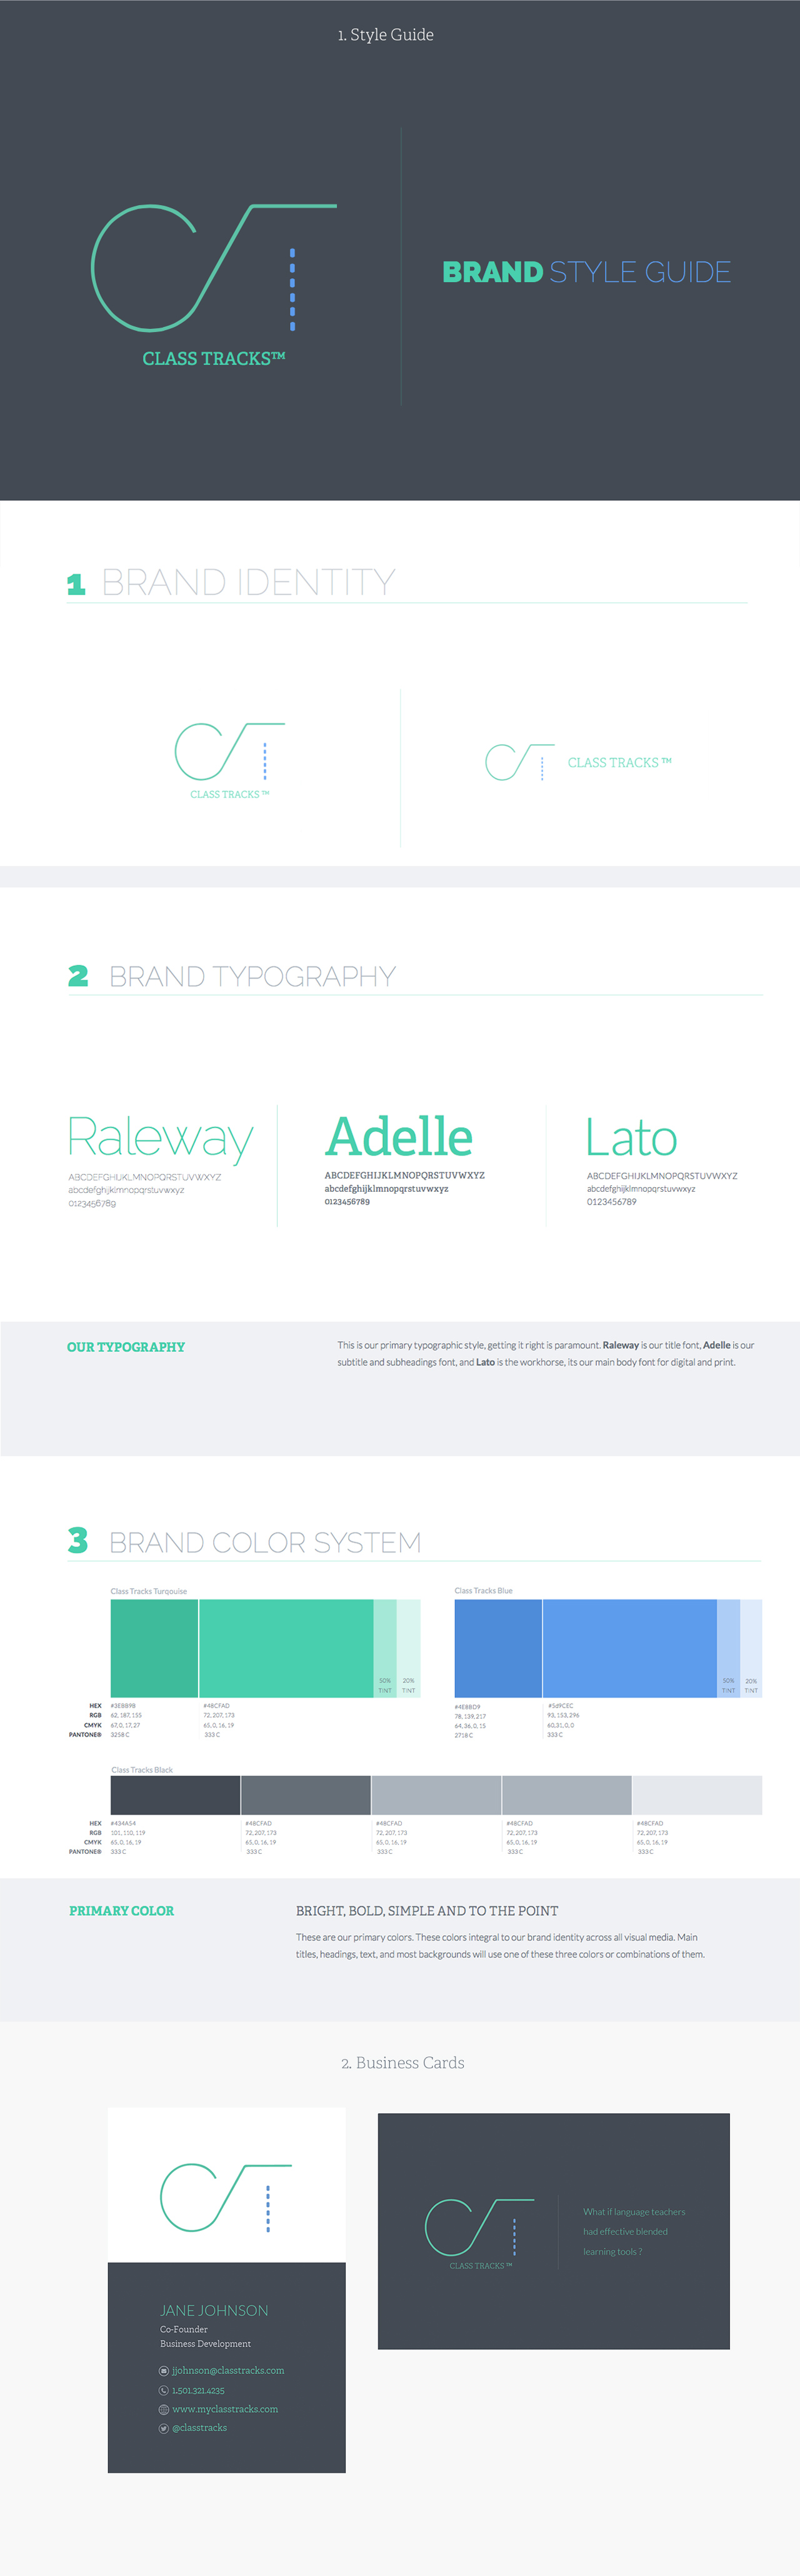 1. Style Guide
CLASS TRACKS™
BRAND STYLE GUIDE
1 BRAND IDENTITY
CLASS TRACKS ™
CLASS TRACKS ™
2 BRAND TYPOGRAPHY
Raleway
ABCDEFGHIJKLMNOPQRSTUVWXYZ
abcdefghijklmnopqrstuvwxyz
0123456789
Adelle
ABCDEFGHIJKLMNOPQRSTUVWXYZ
abcdefghijklmnopqrstuvwxyz
0123456789
Lato
ABCDEFGHIJKLMNOPQRSTUVWXYZ
abcdefghijklmnopqrstuvwxyz
0123456789
OUR TYPOGRAPHY
This is our primary typographic style, getting it right is paramount. Raleway is our title font, Adelle is our
subtitle and subheadings font, and Lato is the workhorse, its our main body font for digital and print.
3 BRAND COLOR SYSTEM
Class Tracks Turqouise
50% TINT
20% TINT
HEX #3EBB9B #48CFAD
RGB 62, 187, 155 72, 207, 173
CMYK 67, 0, 17, 27 65, 0, 16, 19
PANTONE® 3258 C 333 C
Class Tracks Blue
50% TINT
20% TINT
#4E8BD9 #5d9CEC
78, 139, 217 93, 153, 296
64, 36, 0, 15 60, 31, 0, 0
2718 C 333 C
Class Tracks Black
HEX #434A54 #48CFAD #48CFAD #48CFAD #48CFAD
RGB 101, 110, 119 72, 207, 173 72, 207, 173 72, 207, 173 72, 207, 173
CMYK 65, 0, 16, 19 65, 0, 16, 19 65, 0, 16, 19 65, 0, 16, 19 65, 0, 16, 19
PANTONE® 333 C 333 C 333 C 333 C 333 C
PRIMARY COLOR
BRIGHT, BOLD, SIMPLE AND TO THE POINT
These are our primary colors. These colors integral to our brand identity across all visual media. Main
titles, headings, text, and most backgrounds will use one of these three colors or combinations of them.
2. Business Cards
JANE JOHNSON
Co-Founder
Business Development
jjohnson@classtracks.com
1.501.321.4235
www.myclasstracks.com
@classtracks
CLASS TRACKS ™
What if language teachers
had effective blended
learning tools ?